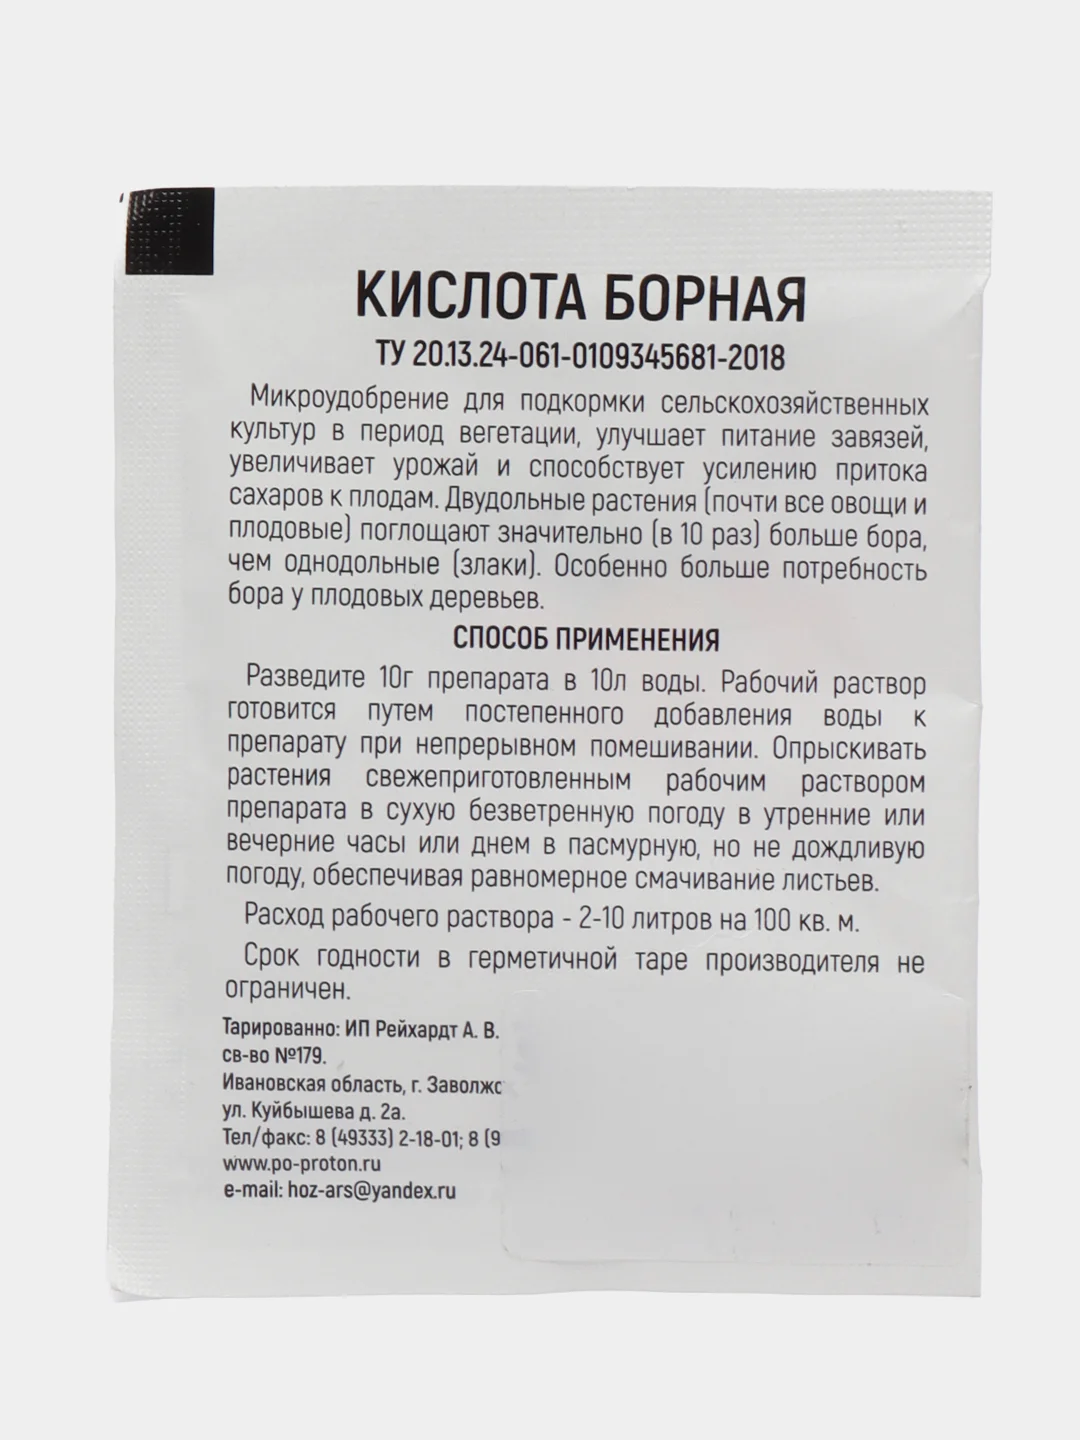 КИСЛОТА БОРНАЯ
ТУ 20.13.24-061-0109345681-2018
Микроудобрение для подкормки сельскохозяйственных
культур в период вегетации, улучшает питание завязей,
увеличивает урожай и способствует усилению притока
сахаров к плодам. Двудольные растения (почти все овощи и
плодовые) поглощают значительно (в 10 раз) больше бора,
чем однодольные (злаки). Особенно больше потребность
бора у плодовых деревьев.
СПОСОБ ПРИМЕНЕНИЯ
Разведите 10г препарата в 10л воды. Рабочий раствор
готовится путем постепенного добавления воды к
препарату при непрерывном помешивании. Опрыскивать
растения свежеприготовленным рабочим раствором
препарата в сухую безветренную погоду в утренние или
вечерние часы или днем в пасмурную, но не дождливую
погоду, обеспечивая равномерное смачивание листьев.
Расход рабочего раствора - 2-10 литров на 100 кв. м.
Срок годности в герметичной таре производителя не
ограничен.
Тарированно: ИП Рейхардт А. В.
св-во №179.
Ивановская область, г. Заволжс
ул. Куйбышева д. 2а.
Тел/факс: 8 (49333) 2-18-01; 8 (9
www.po-proton.ru
e-mail: hoz-ars@yandex.ru